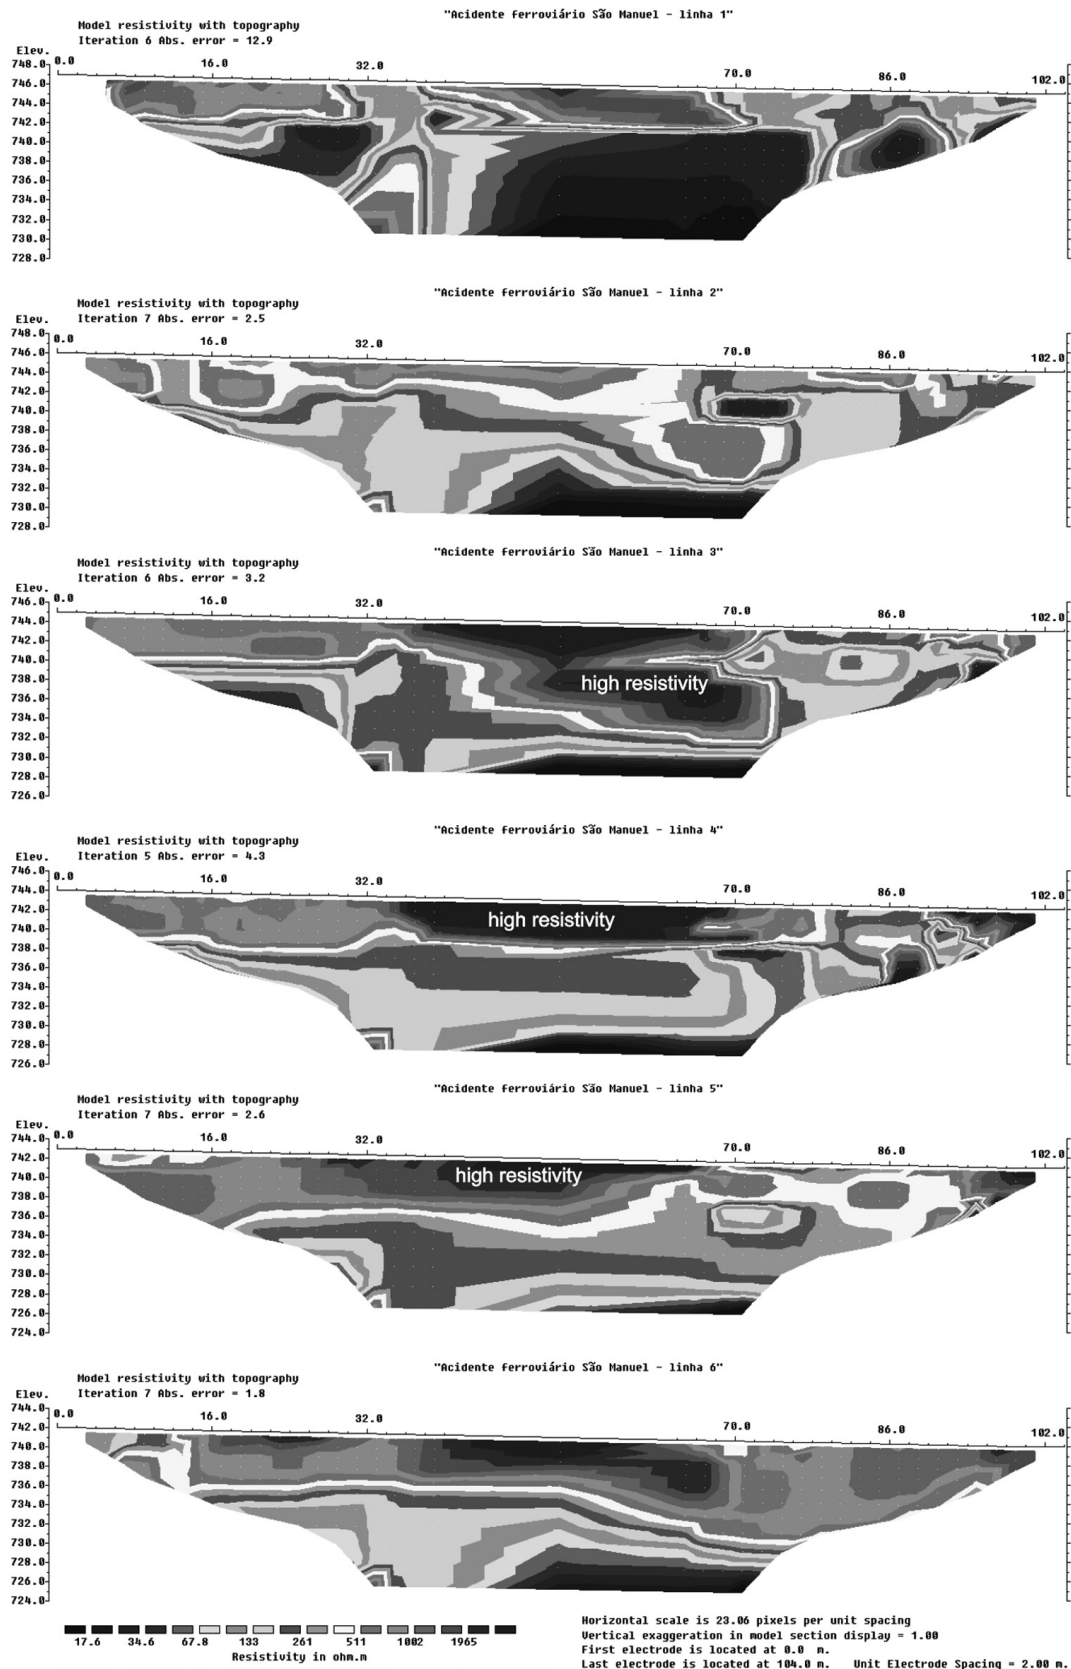 "Acidente ferroviário São Manuel - linha 1"
Model resistivity with topography
Iteration 6 Abs. error = 12.9
Elev.
0.0 16.0 32.0 70.0 86.0 102.0
748.0
746.0
744.0
742.0
740.0
738.0
736.0
734.0
732.0
730.0
728.0
"Acidente ferroviário São Manuel - linha 2"
Model resistivity with topography
Iteration 7 Abs. error = 2.5
Elev.
0.0 16.0 32.0 70.0 86.0 102.0
748.0
746.0
744.0
742.0
740.0
738.0
736.0
734.0
732.0
730.0
728.0
"Acidente ferroviário São Manuel - linha 3"
Model resistivity with topography
Iteration 6 Abs. error = 3.2
Elev.
0.0 16.0 32.0 70.0 86.0 102.0
746.0
744.0
742.0
740.0
738.0
736.0
734.0
732.0
730.0
728.0
726.0
high resistivity
"Acidente ferroviário São Manuel - linha 4"
Model resistivity with topography
Iteration 5 Abs. error = 4.3
Elev.
0.0 16.0 32.0 70.0 86.0 102.0
746.0
744.0
742.0
740.0
738.0
736.0
734.0
732.0
730.0
728.0
726.0
high resistivity
"Acidente ferroviário São Manuel - linha 5"
Model resistivity with topography
Iteration 7 Abs. error = 2.6
Elev.
0.0 16.0 32.0 70.0 86.0 102.0
744.0
742.0
740.0
738.0
736.0
734.0
732.0
730.0
728.0
726.0
724.0
high resistivity
"Acidente ferroviário São Manuel - linha 6"
Model resistivity with topography
Iteration 7 Abs. error = 1.8
Elev.
0.0 16.0 32.0 70.0 86.0 102.0
744.0
742.0
740.0
738.0
736.0
734.0
732.0
730.0
728.0
726.0
724.0
17.6 34.6 67.8 133 261 511 1002 1965
Resistivity in ohm.m
Horizontal scale is 23.06 pixels per unit spacing
Vertical exaggeration in model section display = 1.00
First electrode is located at 0.0 m.
Last electrode is located at 104.0 m. Unit Electrode Spacing = 2.00 m.